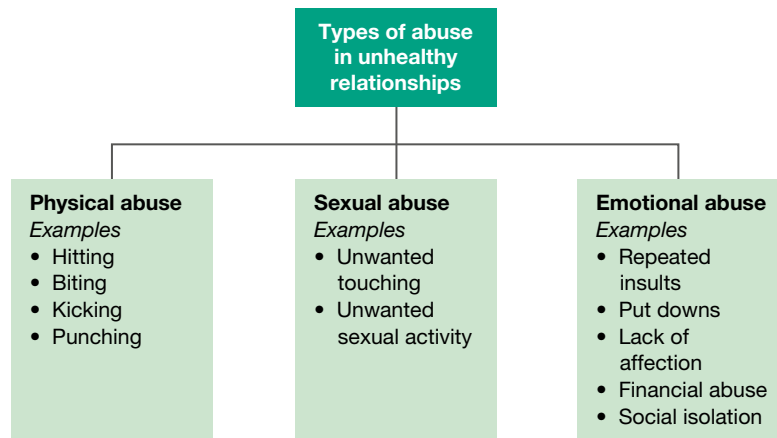 Types of abuse
in unhealthy
relationships
Physical abuse
Examples
• Hitting
• Biting
• Kicking
• Punching
Sexual abuse
Examples
• Unwanted
touching
• Unwanted
sexual activity
Emotional abuse
Examples
• Repeated
insults
• Put downs
• Lack of
affection
• Financial abuse
• Social isolation